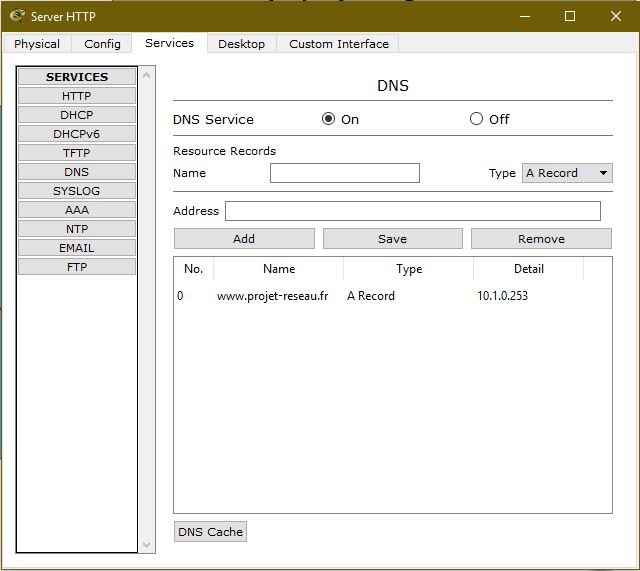 Server HTTP
Physical Config Services Desktop Custom Interface
SERVICES
HTTP
DHCP
DHCPv6
TFTP
DNS
SYSLOG
AAA
NTP
EMAIL
FTP
DNS
DNS Service On Off
Resource Records
Name Type A Record
Address
Add Save Remove
No. Name Type Detail
0 www.projet-reseau.fr A Record 10.1.0.253
DNS Cache